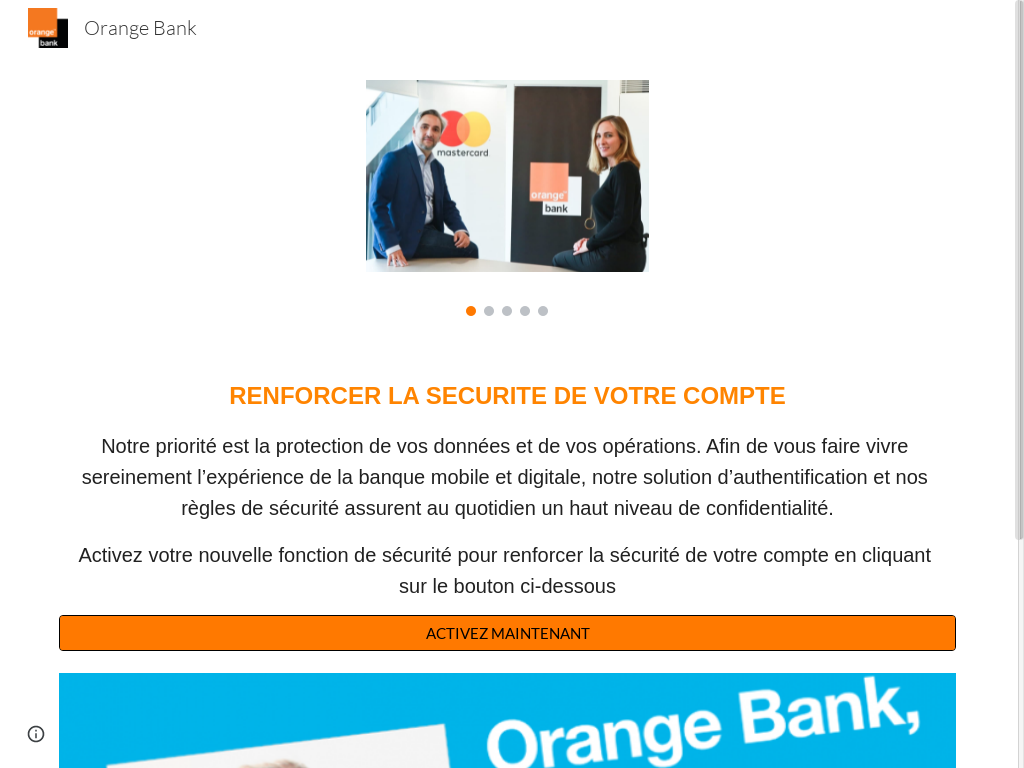 orange
bank
Orange Bank
mastercard
orange
bank
RENFORCER LA SECURITE DE VOTRE COMPTE
Notre priorité est la protection de vos données et de vos opérations. Afin de vous faire vivre
sereinement l’expérience de la banque mobile et digitale, notre solution d’authentification et nos
règles de sécurité assurent au quotidien un haut niveau de confidentialité.
Activez votre nouvelle fonction de sécurité pour renforcer la sécurité de votre compte en cliquant
sur le bouton ci-dessous
ACTIVEZ MAINTENANT
Orange Bank,